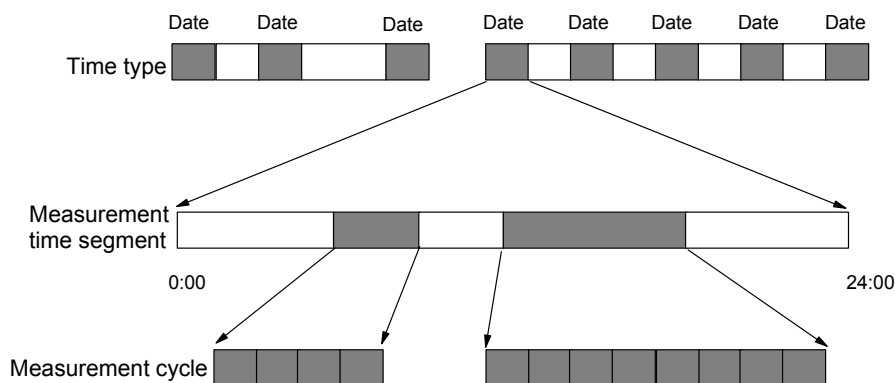 Date Date Date Date Date Date Date Date
Time type
Measurement
time segment
0:00 24:00
Measurement cycle